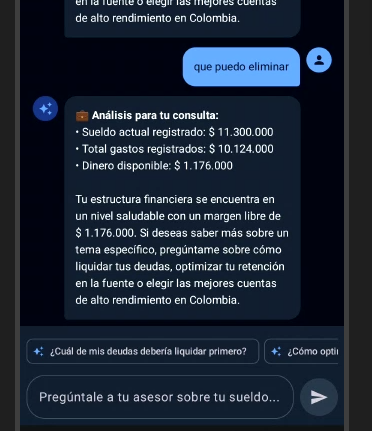 en la fuente o elegir las mejores cuentas
de alto rendimiento en Colombia.
que puedo eliminar
💼 Análisis para tu consulta:
• Sueldo actual registrado: $ 11.300.000
• Total gastos registrados: $ 10.124.000
• Dinero disponible: $ 1.176.000
Tu estructura financiera se encuentra en
un nivel saludable con un margen libre de
$ 1.176.000. Si deseas saber más sobre un
tema específico, pregúntame sobre cómo
liquidar tus deudas, optimizar tu retención
en la fuente o elegir las mejores cuentas
de alto rendimiento en Colombia.
¿Cuál de mis deudas debería liquidar primero?
¿Cómo opti
Pregúntale a tu asesor sobre tu sueldo...